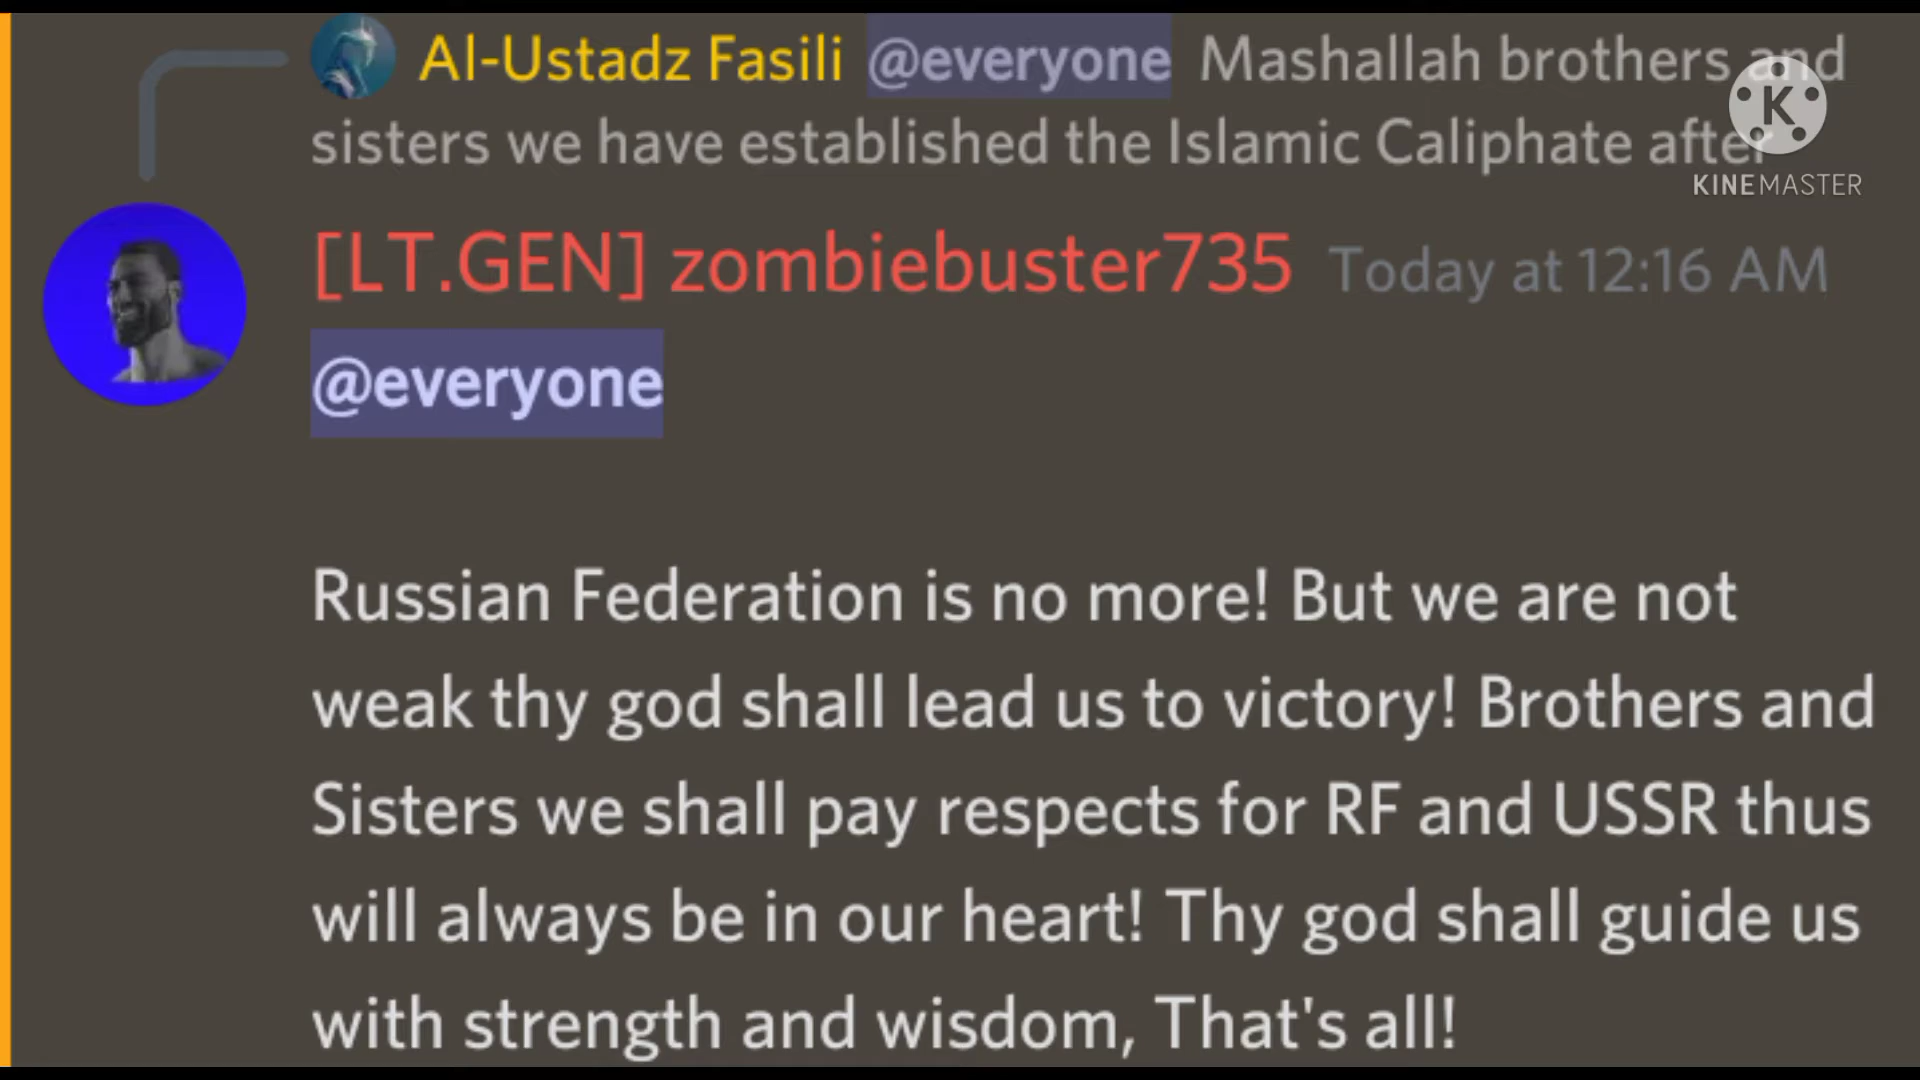 Al-Ustadz Fasili @everyone Mashallah brothers and
sisters we have established the Islamic Caliphate after
K
KINEMASTER
[LT.GEN] zombiebuster735 Today at 12:16 AM
@everyone
Russian Federation is no more! But we are not
weak thy god shall lead us to victory! Brothers and
Sisters we shall pay respects for RF and USSR thus
will always be in our heart! Thy god shall guide us
with strength and wisdom, That's all!